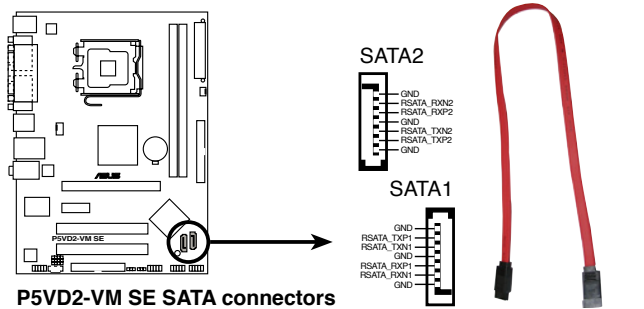 SATA2
GND
RSATA_RXN2
RSATA_RXP2
GND
RSATA_TXN2
RSATA_TXP2
GND
SATA1
GND
RSATA_TXP1
RSATA_TXN1
GND
RSATA_RXP1
RSATA_RXN1
GND
ASUS
P5VD2-VM SE
P5VD2-VM SE SATA connectors